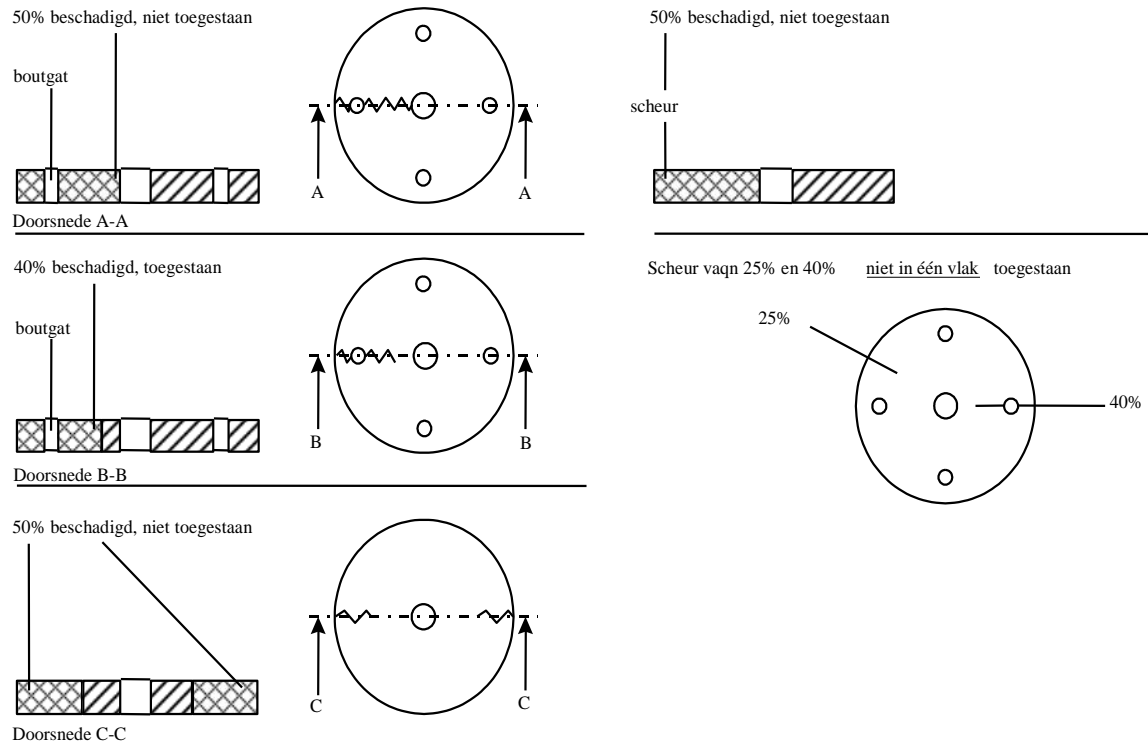 50% beschadigd, niet toegestaan
boutgat
A
A
Doorsnede A-A
50% beschadigd, niet toegestaan
scheur
40% beschadigd, toegestaan
boutgat
B
B
Doorsnede B-B
Scheur vaqn 25% en 40% niet in één vlak toegestaan
25%
40%
50% beschadigd, niet toegestaan
C
C
Doorsnede C-C